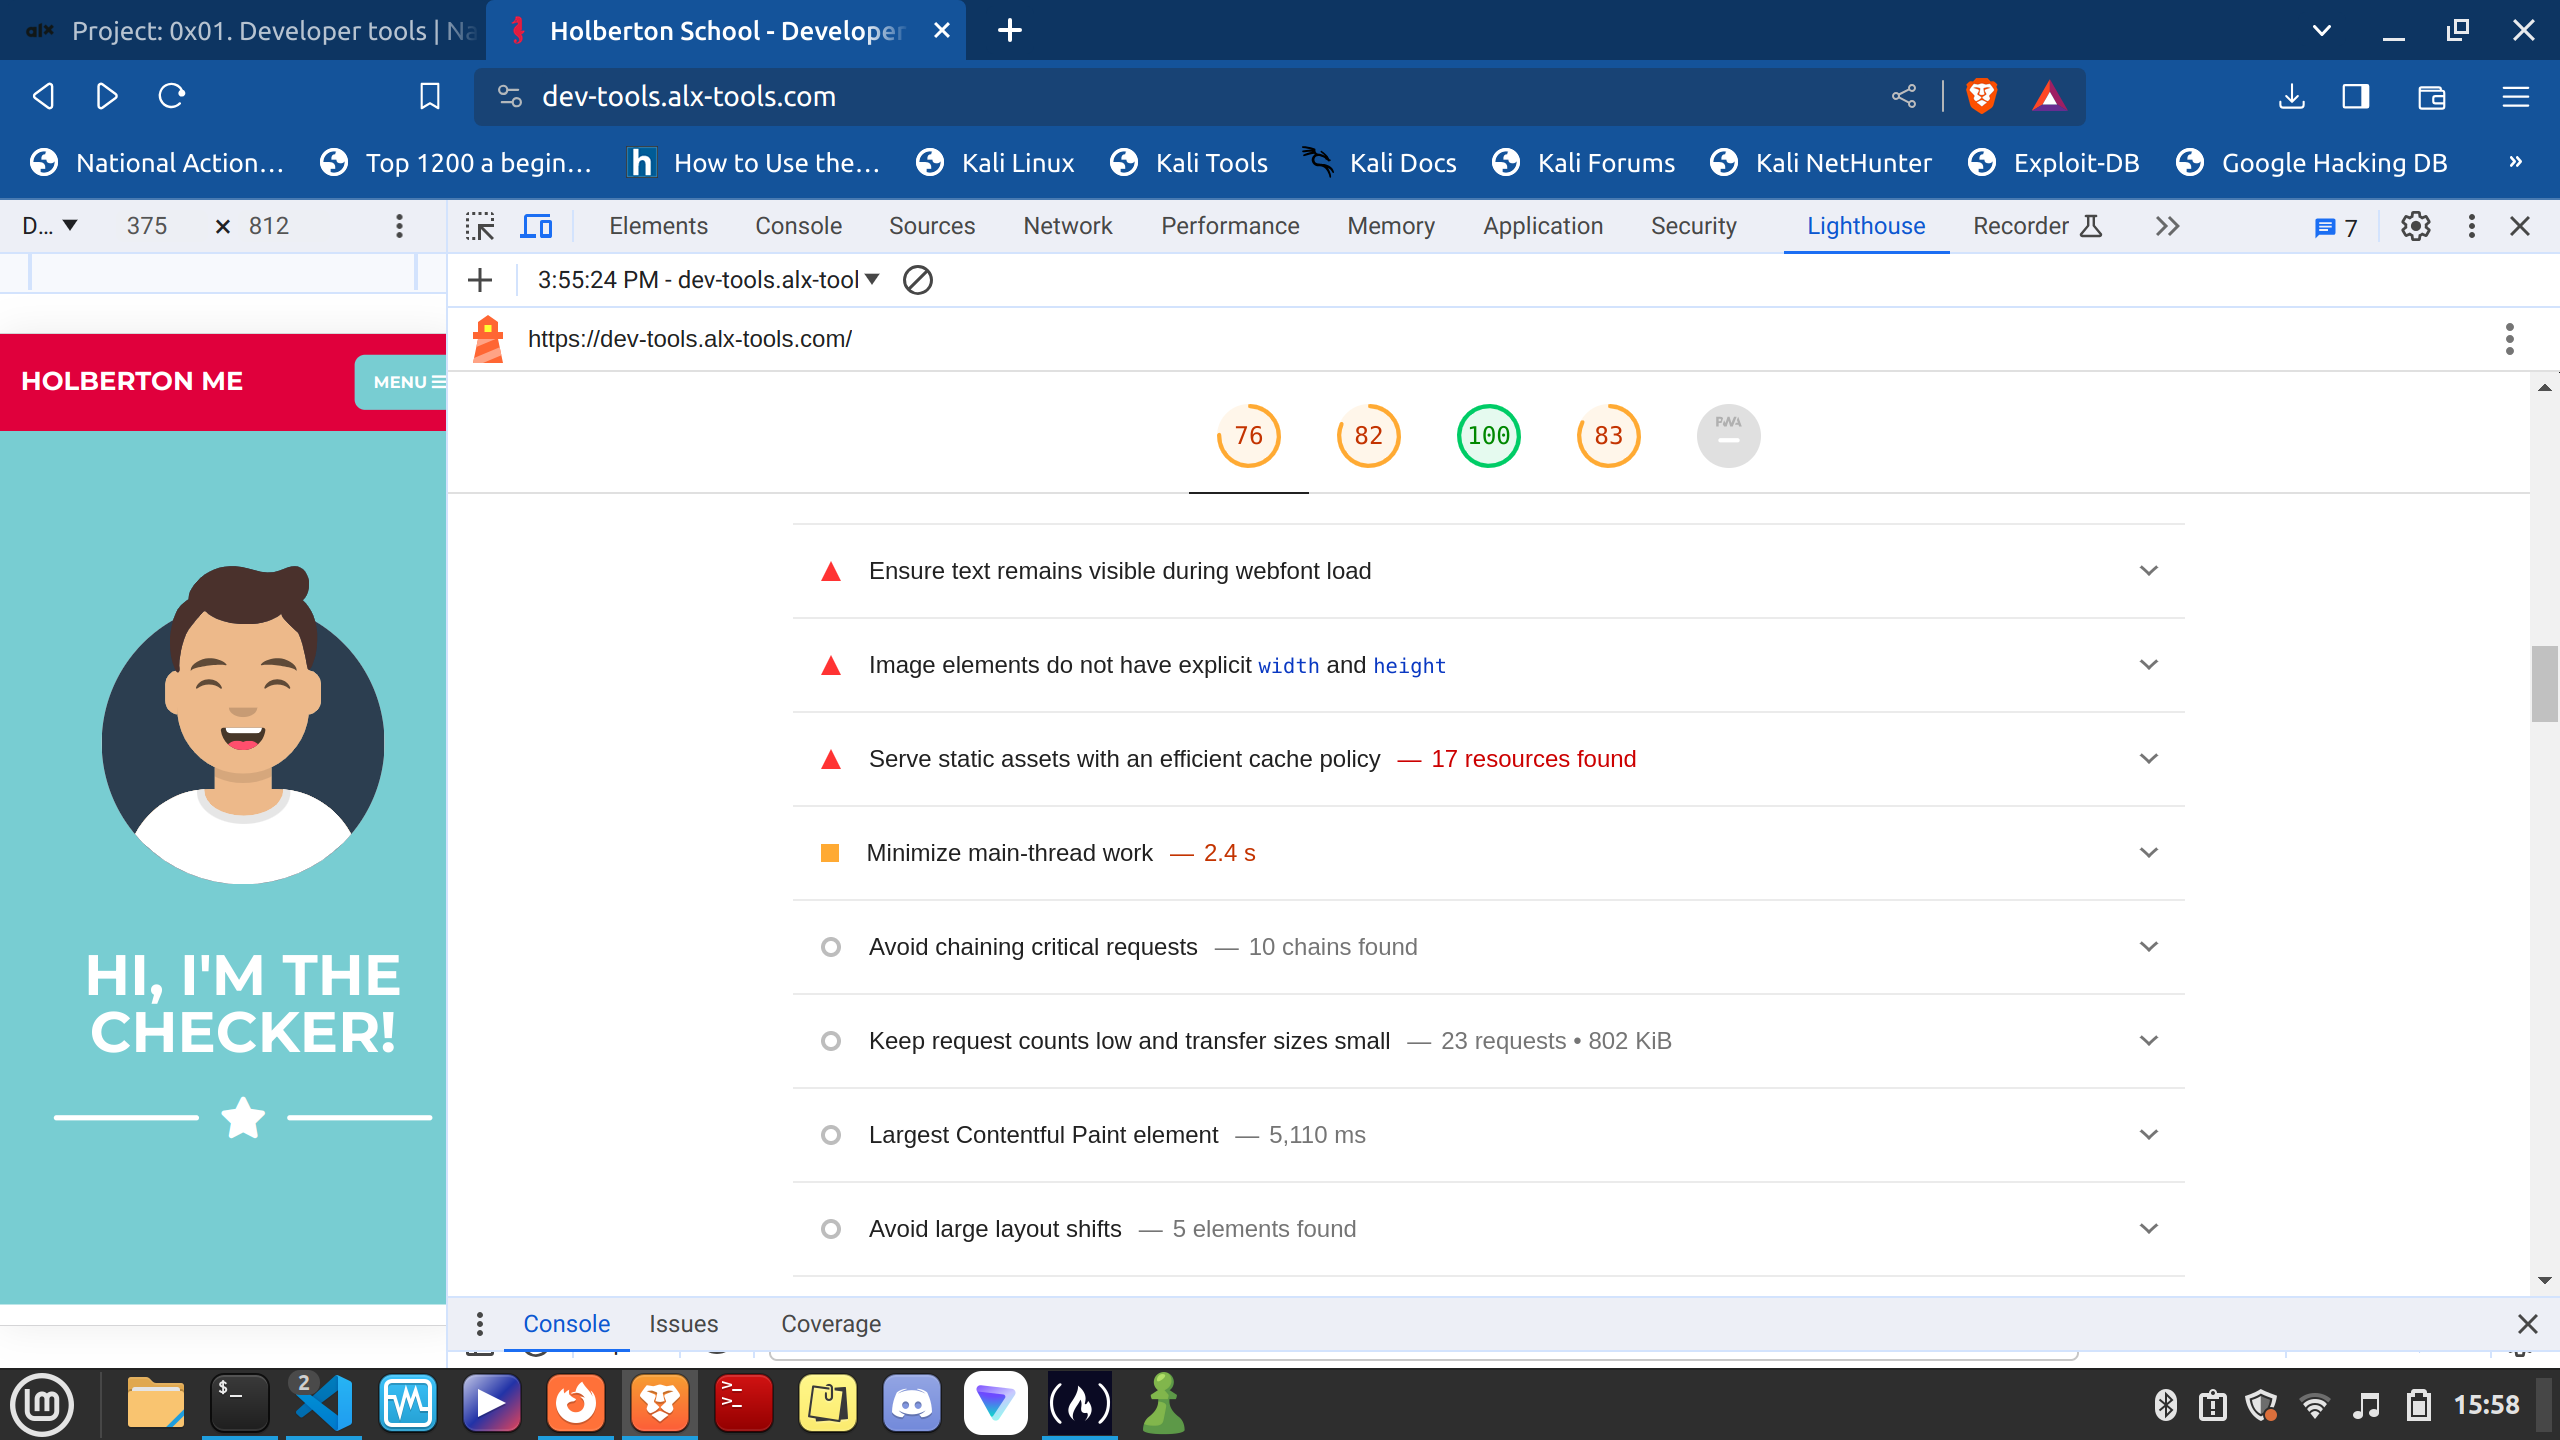 alx Project: 0x01. Developer tools | Na
Holberton School - Developer
dev-tools.alx-tools.com
National Action...
Top 1200 a begin...
h How to Use the...
Kali Linux
Kali Tools
Kali Docs
Kali Forums
Kali NetHunter
Exploit-DB
Google Hacking DB
»
D... 375 × 812
Elements Console Sources Network Performance Memory Application Security Lighthouse Recorder 7
3:55:24 PM - dev-tools.alx-tool
https://dev-tools.alx-tools.com/
HOLBERTON ME
MENU
76 82 100 83 PWA
Ensure text remains visible during webfont load
Image elements do not have explicit width and height
Serve static assets with an efficient cache policy — 17 resources found
Minimize main-thread work — 2.4 s
Avoid chaining critical requests — 10 chains found
Keep request counts low and transfer sizes small — 23 requests • 802 KiB
Largest Contentful Paint element — 5,110 ms
Avoid large layout shifts — 5 elements found
HI, I'M THE
CHECKER!
Console Issues Coverage
$_
2
>_
>_
15:58